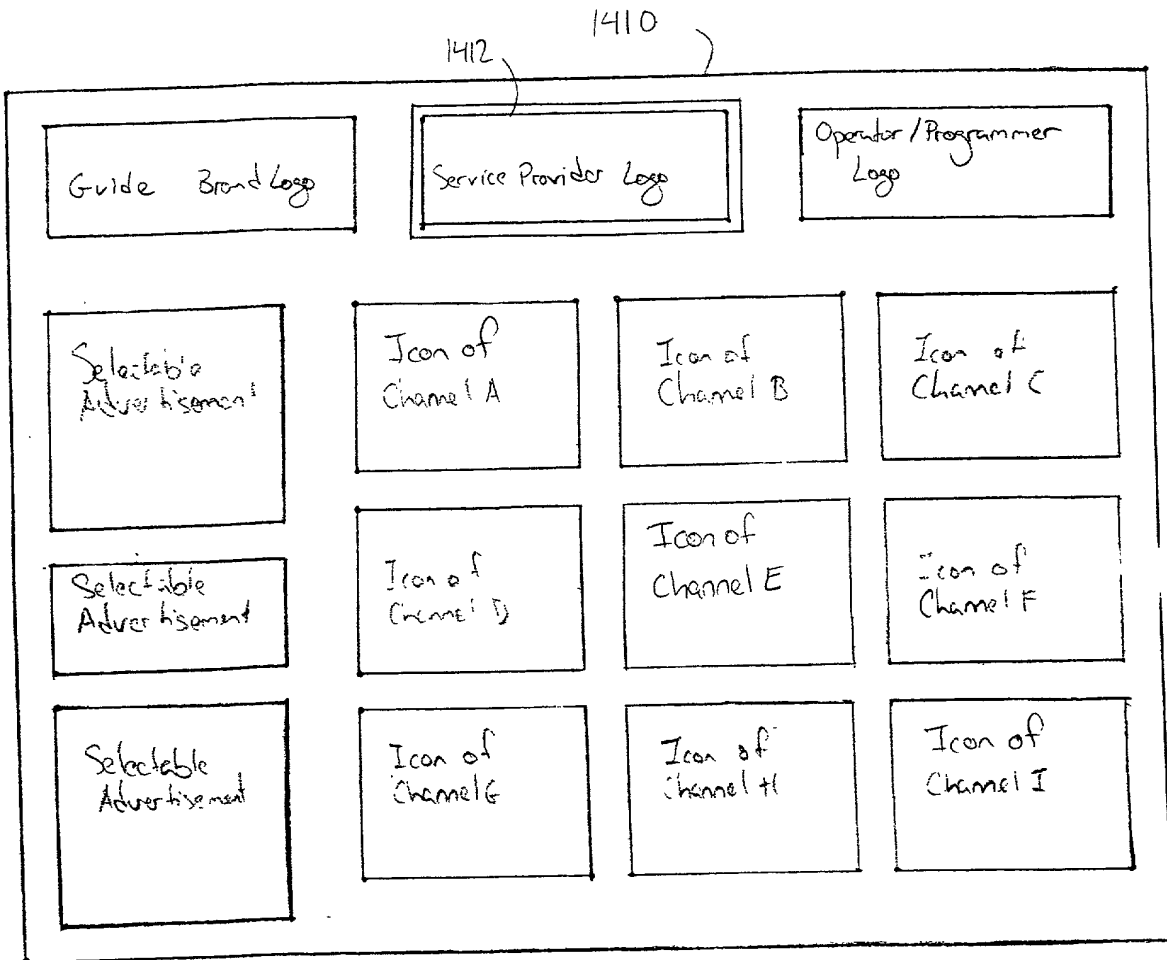 1410
1412
Guide Brand Logo
Service Provider Logo
Operator/Programmer
Logo
Selectable
Advertisement
Icon of
Channel A
Icon of
Channel B
Icon of
Channel C
Selectable
Advertisement
Icon of
Channel D
Icon of
Channel E
Icon of
Channel F
Selectable
Advertisement
Icon of
Channel G
Icon of
Channel H
Icon of
Channel I